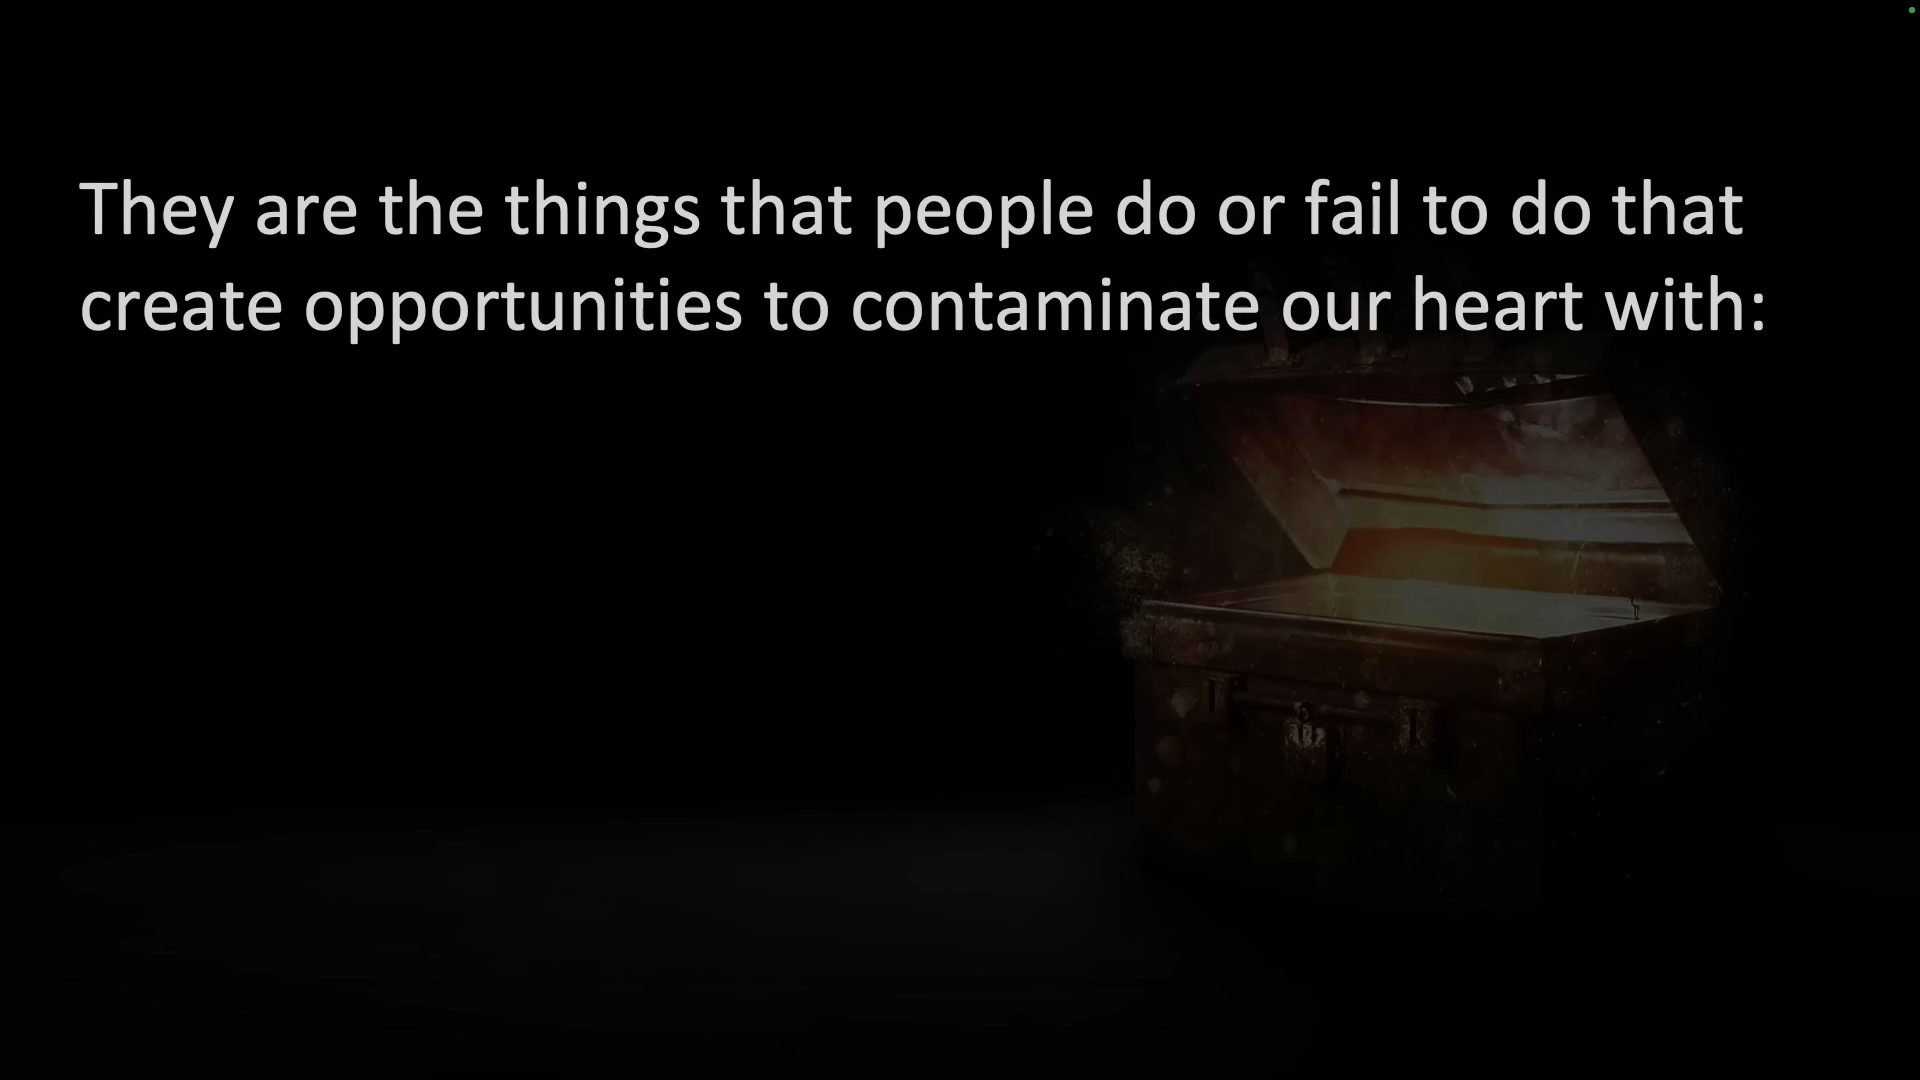 They are the things that people do or fail to do that
create opportunities to contaminate our heart with: